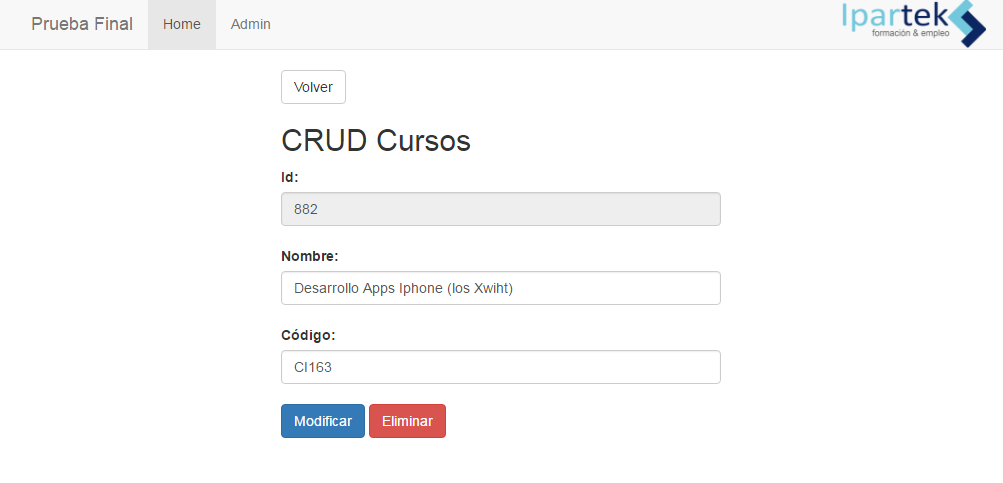 Prueba Final Home Admin
Ipartek
formación & empleo
Volver
CRUD Cursos
Id:
882
Nombre:
Desarrollo Apps Iphone (Ios Xwiht)
Código:
CI163
Modificar Eliminar